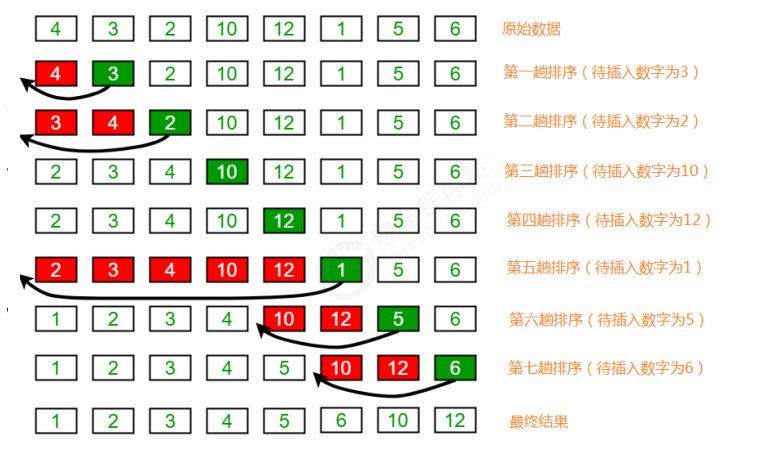 4 3 2 10 12 1 5 6 原始数据
4 3 2 10 12 1 5 6 第一趟排序（待插入数字为3）
3 4 2 10 12 1 5 6 第二趟排序（待插入数字为2）
2 3 4 10 12 1 5 6 第三趟排序（待插入数字为10）
2 3 4 10 12 1 5 6 第四趟排序（待插入数字为12）
2 3 4 10 12 1 5 6 第五趟排序（待插入数字为1）
1 2 3 4 10 12 5 6 第六趟排序（待插入数字为5）
1 2 3 4 5 10 12 6 第七趟排序（待插入数字为6）
1 2 3 4 5 6 10 12 最终结果